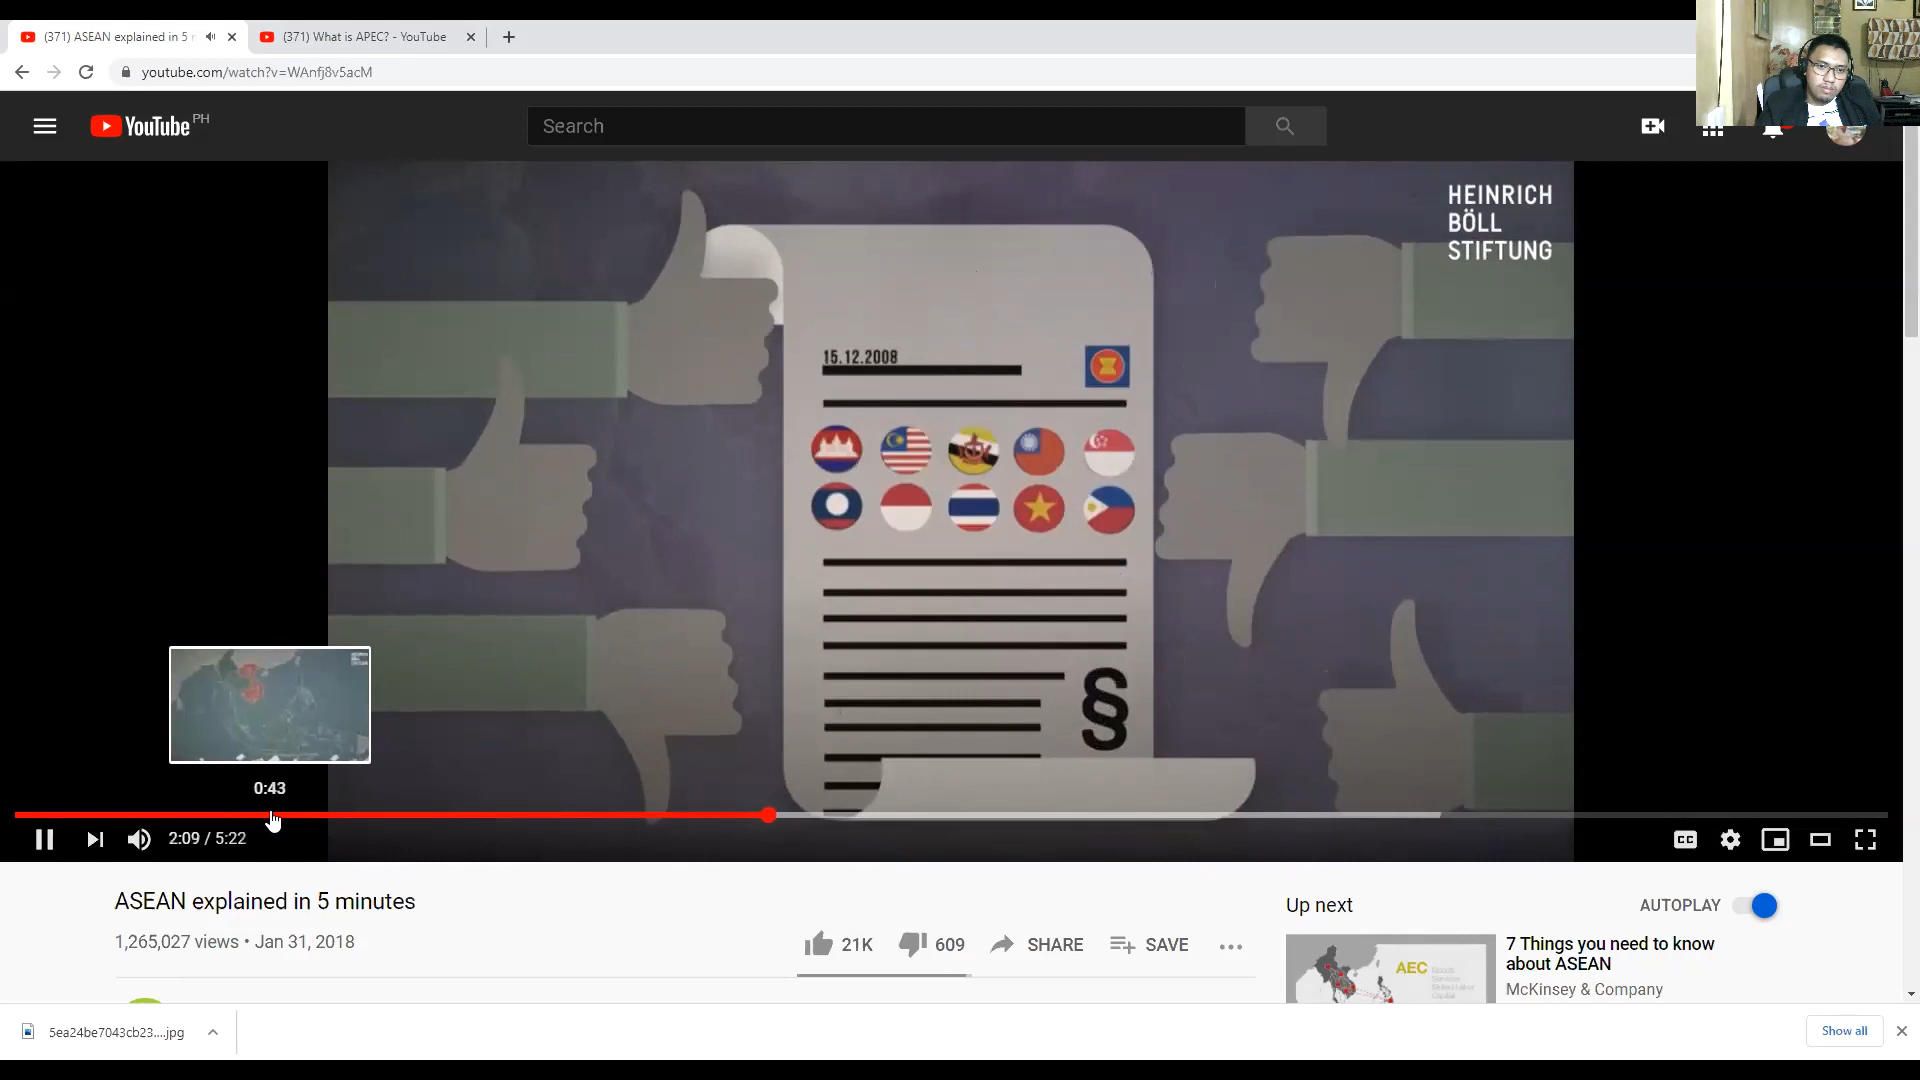 (371) ASEAN explained in 5
(371) What is APEC? - YouTube
youtube.com/watch?v=WAnfj8v5acM
YouTube PH
Search
HEINRICH
BÖLL
STIFTUNG
15.12.2008
§
0:43
2:09 / 5:22
CC
ASEAN explained in 5 minutes
1,265,027 views • Jan 31, 2018
21K
609
SHARE
SAVE
Up next
AUTOPLAY
7 Things you need to know
about ASEAN
McKinsey & Company
AEC
5ea24be7043cb23....jpg
Show all